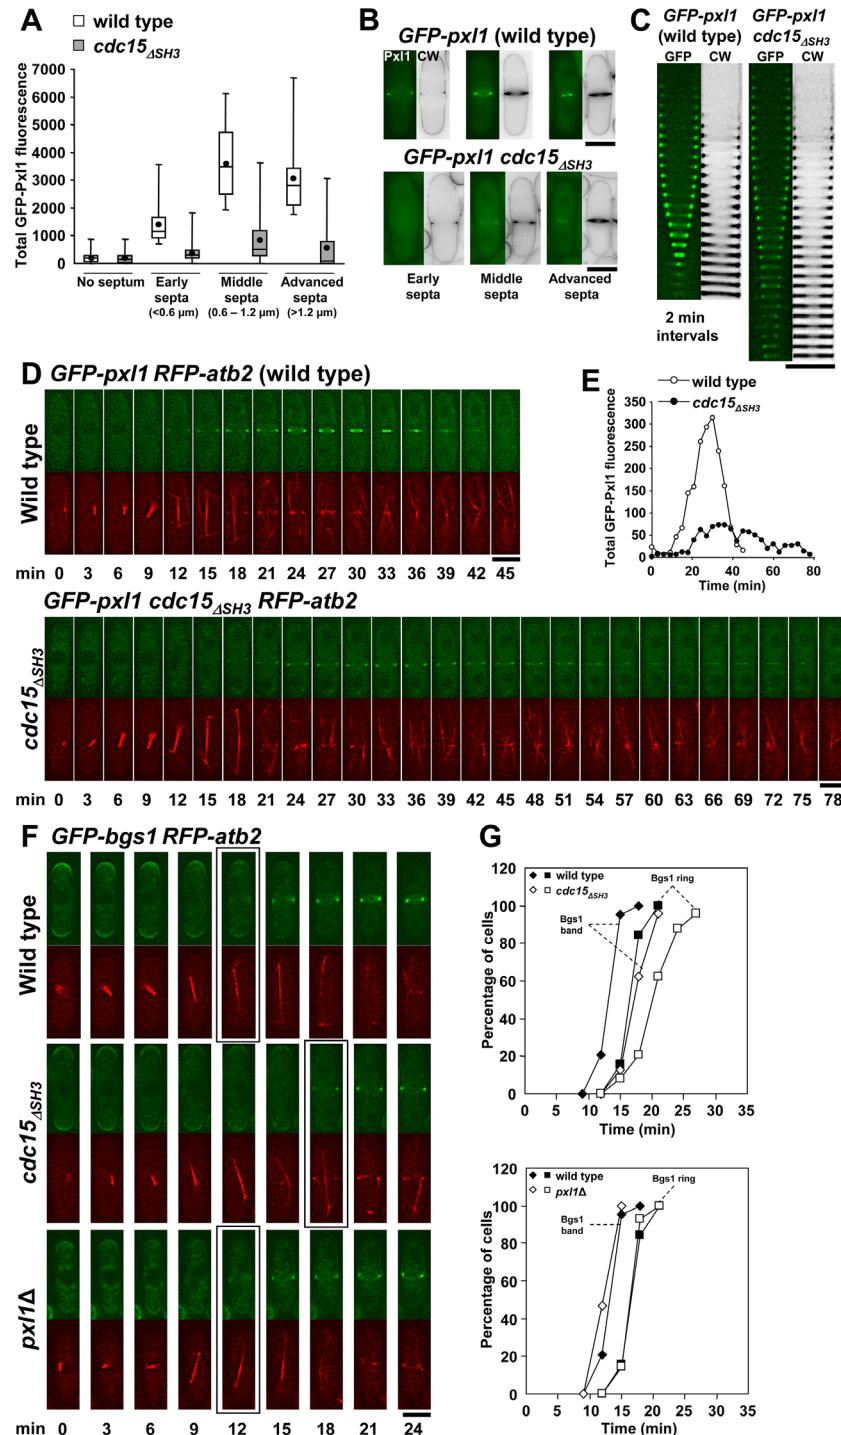 A
wild type
cdc15ΔSH3
Total GFP-Pxl1 fluorescence
7000
6000
5000
4000
3000
2000
1000
0
No septum
Early septa (<0.6 µm)
Middle septa (0.6 – 1.2 µm)
Advanced septa (>1.2 µm)
B
GFP-pxl1 (wild type)
Pxl1 CW
GFP-pxl1 cdc15ΔSH3
Early septa
Middle septa
Advanced septa
C
GFP-pxl1 (wild type)
GFP-pxl1 cdc15ΔSH3
GFP CW GFP CW
2 min intervals
D
GFP-pxl1 RFP-atb2 (wild type)
Wild type
min 0 3 6 9 12 15 18 21 24 27 30 33 36 39 42 45
E
wild type
cdc15ΔSH3
Total GFP-Pxl1 fluorescence
350
300
250
200
150
100
50
0
0 20 40 60 80
Time (min)
GFP-pxl1 cdc15ΔSH3 RFP-atb2
cdc15ΔSH3
min 0 3 6 9 12 15 18 21 24 27 30 33 36 39 42 45 48 51 54 57 60 63 66 69 72 75 78
F
GFP-bgs1 RFP-atb2
Wild type
cdc15ΔSH3
pxl1Δ
min 0 3 6 9 12 15 18 21 24
G
wild type
cdc15ΔSH3
Bgs1 ring
Bgs1 band
Percentage of cells
120
100
80
60
40
20
0
0 5 10 15 20 25 30 35
Time (min)
wild type
pxl1Δ
Bgs1 ring
Bgs1 band
Percentage of cells
120
100
80
60
40
20
0
0 5 10 15 20 25 30 35
Time (min)